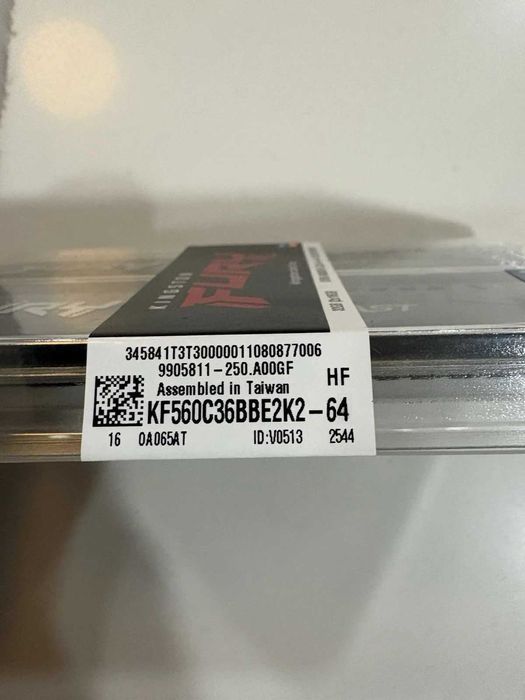 KINGSTON
FURY
345841T3T30000011080877006
9905811-250.A00GF
Assembled in Taiwan
HF
KF560C36BBE2K2-64
16 0A065AT ID:V0513 2544